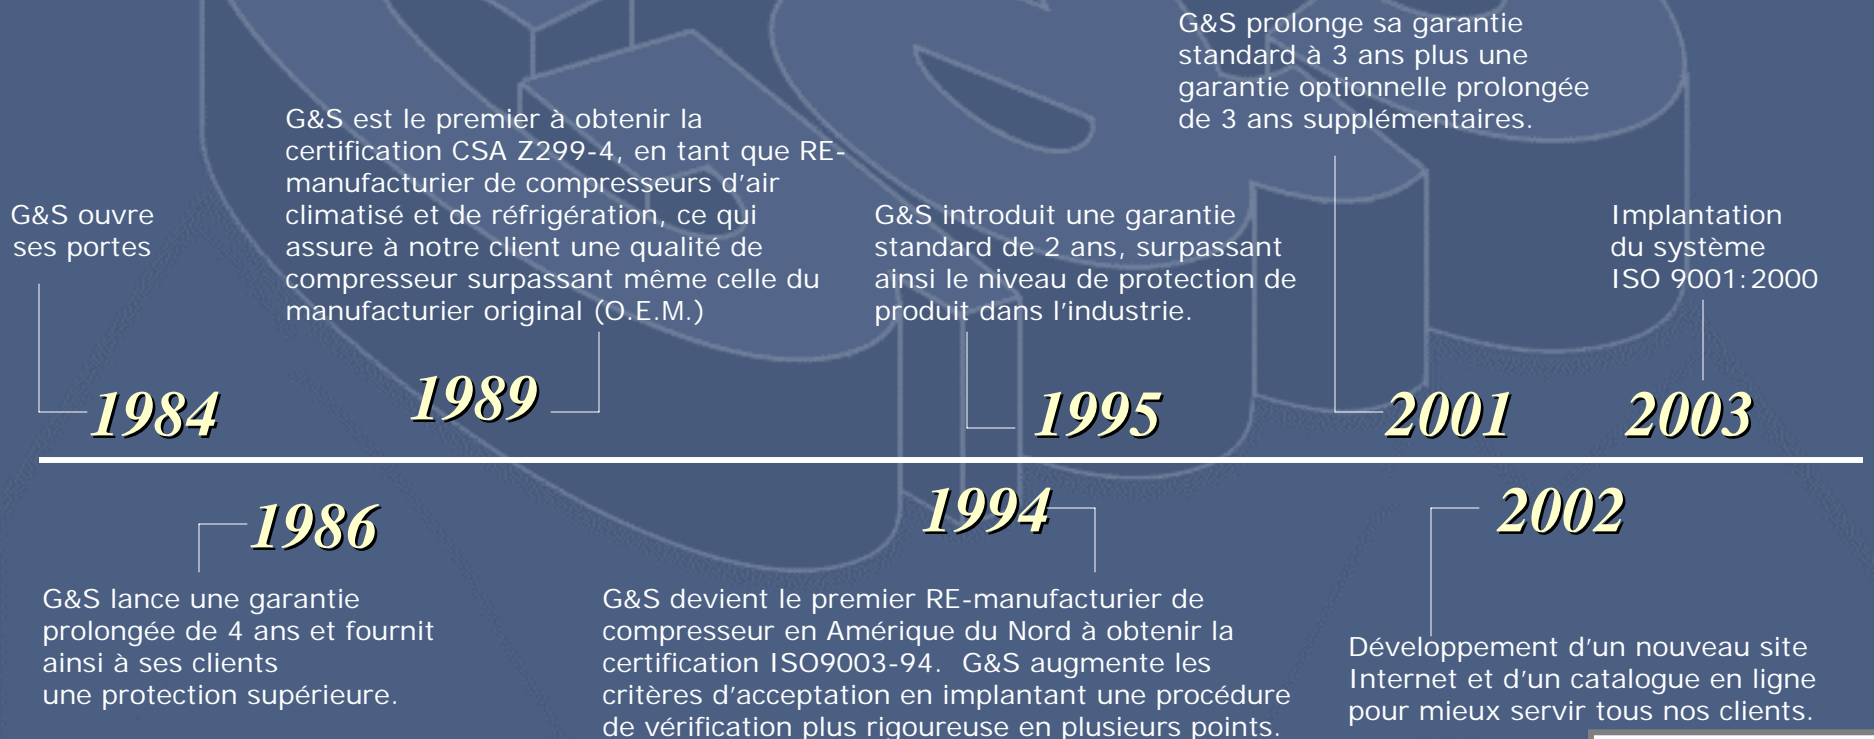 G&S ouvre
ses portes
1984
1986
G&S lance une garantie
prolongée de 4 ans et fournit
ainsi à ses clients
une protection supérieure.
G&S est le premier à obtenir la
certification CSA Z299-4, en tant que RE-
manufacturier de compresseurs d'air
climatisé et de réfrigération, ce qui
assure à notre client une qualité de
compresseur surpassant même celle du
manufacturier original (O.E.M.)
1989
1994
G&S devient le premier RE-manufacturier de
compresseur en Amérique du Nord à obtenir la
certification ISO9003-94. G&S augmente les
critères d'acceptation en implantant une procédure
de vérification plus rigoureuse en plusieurs points.
G&S introduit une garantie
standard de 2 ans, surpassant
ainsi le niveau de protection de
produit dans l'industrie.
1995
G&S prolonge sa garantie
standard à 3 ans plus une
garantie optionnelle prolongée
de 3 ans supplémentaires.
2001
2002
Développement d'un nouveau site
Internet et d'un catalogue en ligne
pour mieux servir tous nos clients.
Implantation
du système
ISO 9001:2000
2003